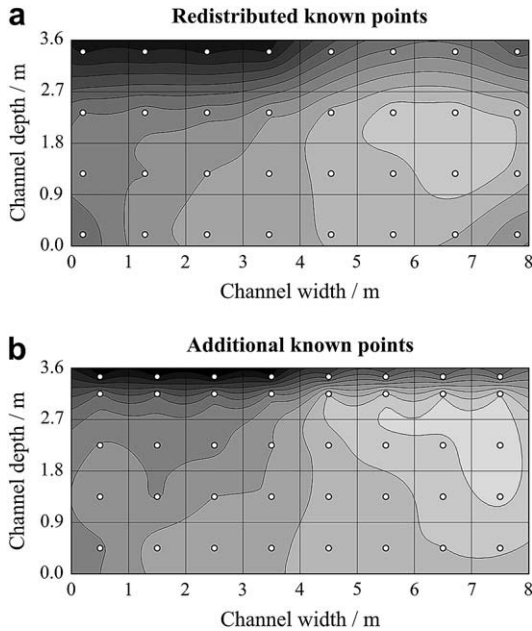 a
Redistributed known points
Channel depth / m
3.6
2.7
1.8
0.9
0.0
0 1 2 3 4 5 6 7 8
Channel width / m
b
Additional known points
Channel depth / m
3.6
2.7
1.8
0.9
0.0
0 1 2 3 4 5 6 7 8
Channel width / m